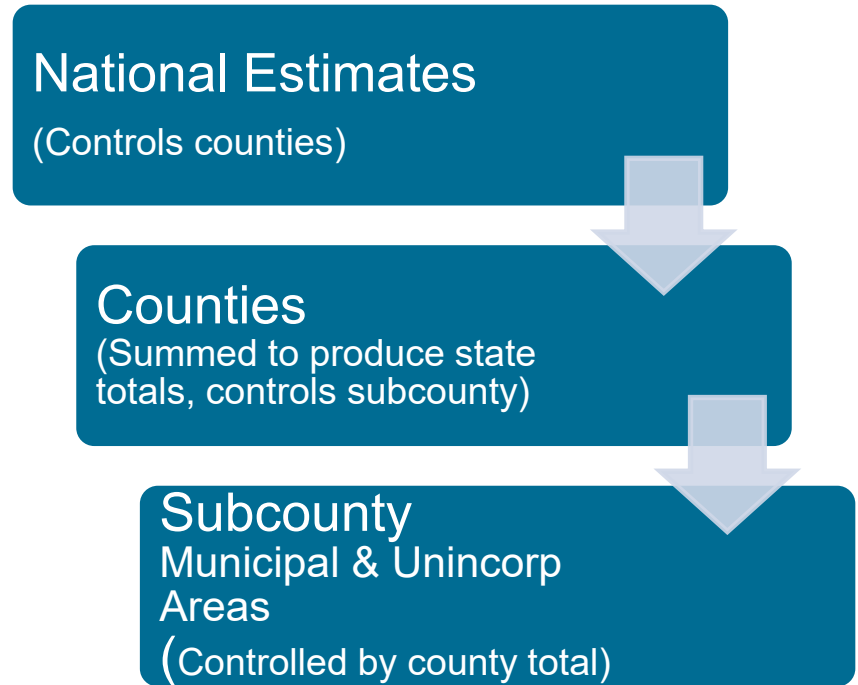 National Estimates
(Controls counties)
Counties
(Summed to produce state
totals, controls subcounty)
Subcounty
Municipal & Unincorp
Areas
(Controlled by county total)